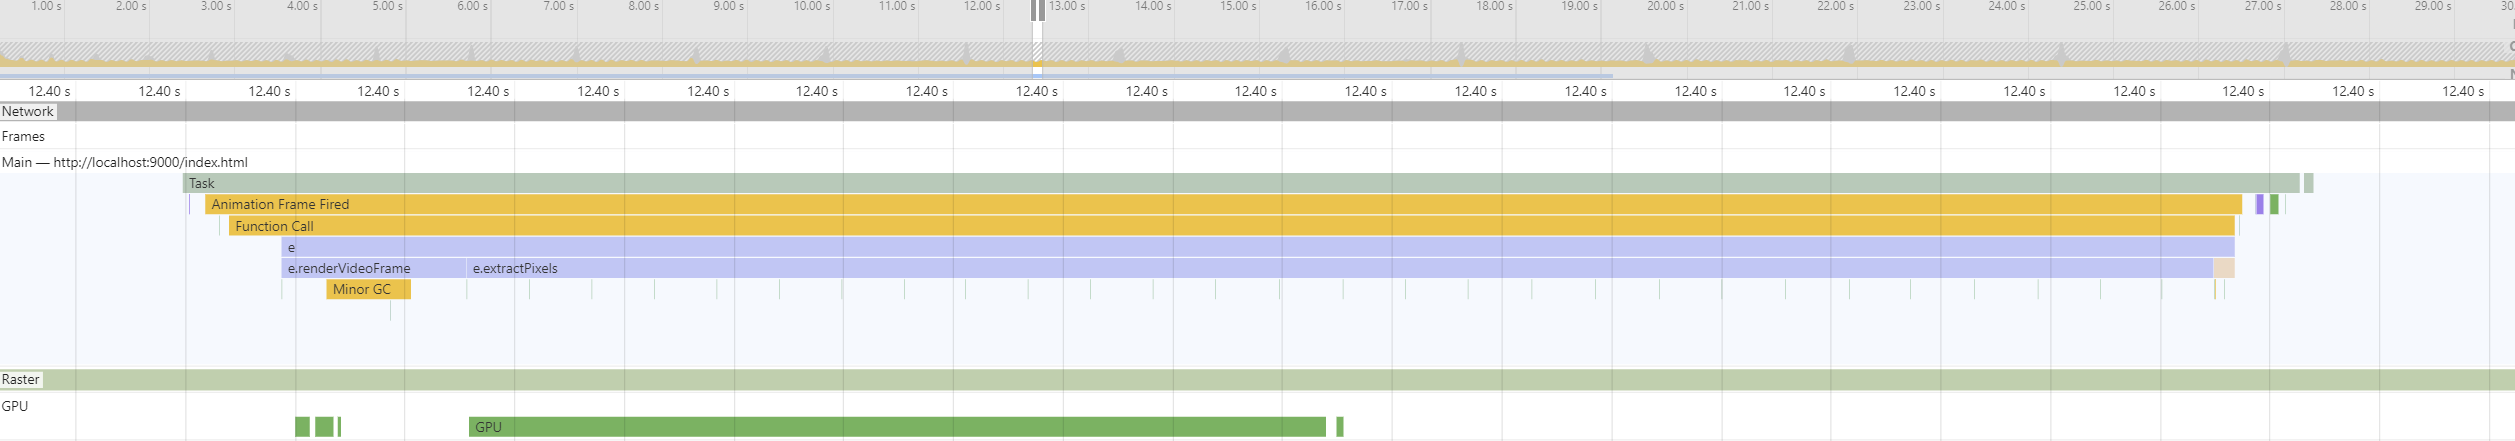 1.00 s 2.00 s 3.00 s 4.00 s 5.00 s 6.00 s 7.00 s 8.00 s 9.00 s 10.00 s 11.00 s 12.00 s 13.00 s 14.00 s 15.00 s 16.00 s 17.00 s 18.00 s 19.00 s 20.00 s 21.00 s 22.00 s 23.00 s 24.00 s 25.00 s 26.00 s 27.00 s 28.00 s 29.00 s 30.
12.40 s 12.40 s 12.40 s 12.40 s 12.40 s 12.40 s 12.40 s 12.40 s 12.40 s 12.40 s 12.40 s 12.40 s 12.40 s 12.40 s 12.40 s 12.40 s 12.40 s 12.40 s 12.40 s 12.40 s 12.40 s 12.40 s 12.40 s
Network
Frames
Main — http://localhost:9000/index.html
Task
Animation Frame Fired
Function Call
e
e.renderVideoFrame e.extractPixels
Minor GC
Raster
GPU
GPU